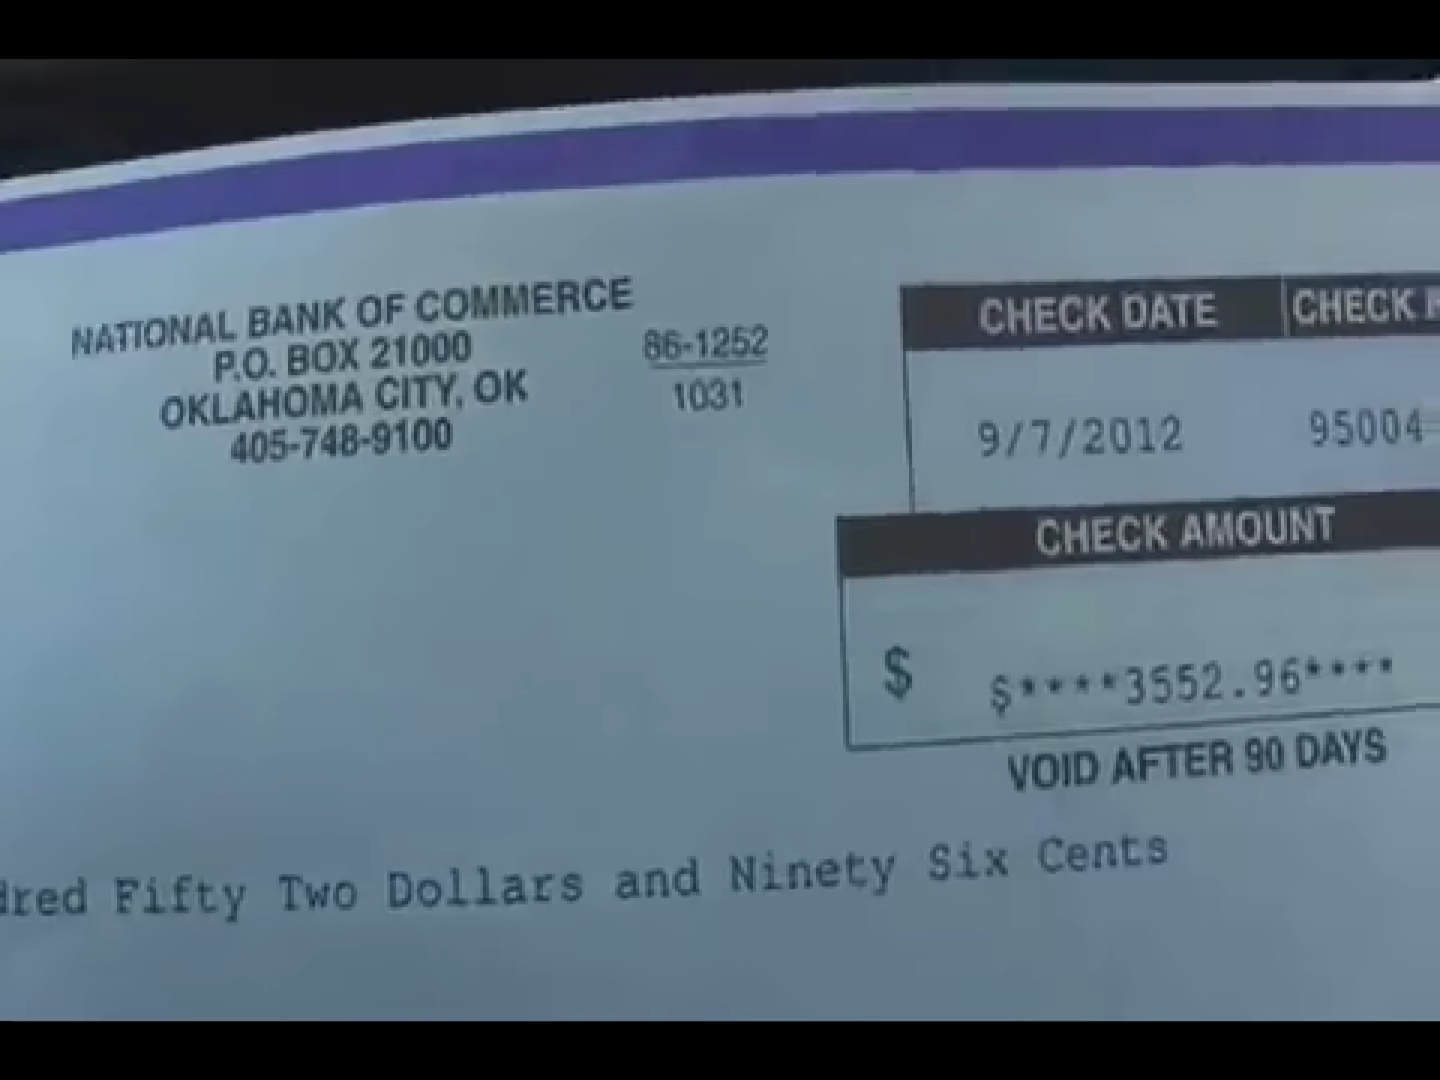 NATIONAL BANK OF COMMERCE
P.O. BOX 21000
OKLAHOMA CITY, OK
405-748-9100
86-1252
1031
CHECK DATE CHECK
9/7/2012 95004
CHECK AMOUNT
$ $****3552.96****
VOID AFTER 90 DAYS
dred Fifty Two Dollars and Ninety Six Cents